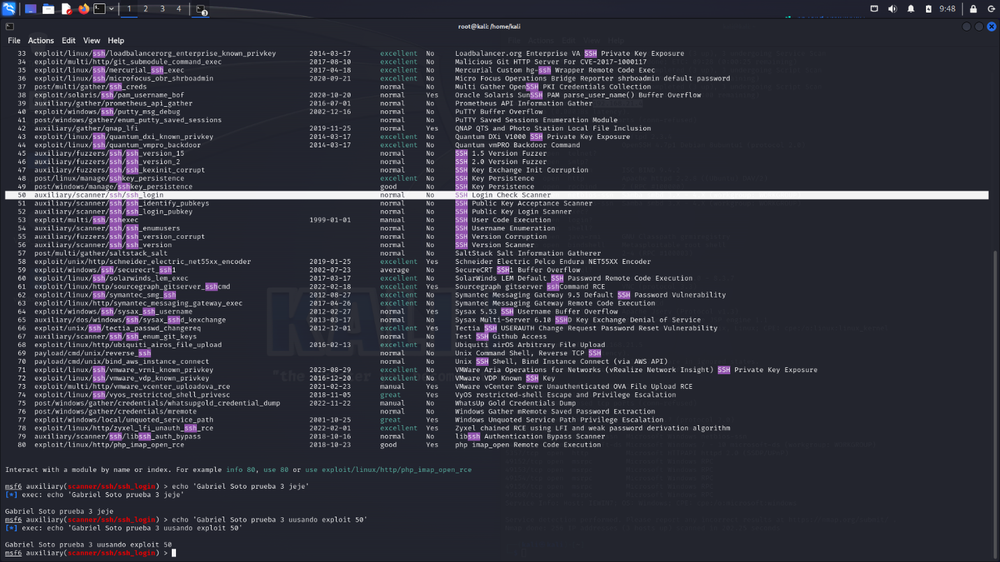 1 2 3 4 3 9:48
root@kali: /home/kali
File Actions Edit View Help
33 exploit/linux/ssh/loadbalancerorg_enterprise_known_privkey 2014-03-17 excellent No Loadbalancer.org Enterprise VA SSH Private Key Exposure
34 exploit/multi/http/git_submodule_command_exec 2017-08-10 excellent No Malicious Git HTTP Server For CVE-2017-1000117
35 exploit/linux/ssh/mercurial_ssh_exec 2017-04-18 excellent No Mercurial Custom hg-ssh Wrapper Remote Code Exec
36 exploit/linux/ssh/microfocus_obr_shrboadmin 2020-09-21 excellent No Micro Focus Operations Bridge Reporter shrboadmin default password
37 post/multi/gather/ssh_creds normal No Multi Gather OpenSSH PKI Credentials Collection
38 exploit/solaris/ssh/pam_username_bof 2020-10-20 normal Yes Oracle Solaris SunSSH PAM parse_user_name() Buffer Overflow
39 auxiliary/gather/prometheus_api_gather 2016-07-01 normal No Prometheus API Information Gather
40 exploit/windows/ssh/putty_msg_debug 2002-12-16 normal No PuTTY Buffer Overflow
41 post/windows/gather/enum_putty_saved_sessions normal No PuTTY Saved Sessions Enumeration Module
42 auxiliary/gather/qnap_lfi 2019-11-25 normal Yes QNAP QTS and Photo Station Local File Inclusion
43 exploit/linux/ssh/quantum_dxi_known_privkey 2014-03-17 excellent No Quantum DXi V1000 SSH Private Key Exposure
44 exploit/linux/ssh/quantum_vmpro_backdoor 2014-03-17 excellent No Quantum vmPRO Backdoor Command
45 auxiliary/fuzzers/ssh/ssh_version_15 normal No SSH 1.5 Version Fuzzer
46 auxiliary/fuzzers/ssh/ssh_version_2 normal No SSH 2.0 Version Fuzzer
47 auxiliary/fuzzers/ssh/ssh_kexinit_corrupt normal No SSH Key Exchange Init Corruption
48 post/linux/manage/sshkey_persistence excellent No SSH Key Persistence
49 post/windows/manage/sshkey_persistence good No SSH Key Persistence
50 auxiliary/scanner/ssh/ssh_login normal No SSH Login Check Scanner
51 auxiliary/scanner/ssh/ssh_identify_pubkeys normal No SSH Public Key Acceptance Scanner
52 auxiliary/scanner/ssh/ssh_login_pubkey normal No SSH Public Key Login Scanner
53 exploit/multi/ssh/sshexec 1999-01-01 manual No SSH User Code Execution
54 auxiliary/scanner/ssh/ssh_enumusers normal No SSH Username Enumeration
55 auxiliary/fuzzers/ssh/ssh_version_corrupt normal No SSH Version Corruption
56 auxiliary/scanner/ssh/ssh_version normal No SSH Version Scanner
57 post/multi/gather/saltstack_salt normal No SaltStack Salt Information Gatherer
58 exploit/unix/http/schneider_electric_net55xx_encoder 2019-01-25 excellent Yes Schneider Electric Pelco Endura NET55XX Encoder
59 exploit/windows/ssh/securecrt_ssh1 2002-07-23 average No SecureCRT SSH1 Buffer Overflow
60 exploit/linux/ssh/solarwinds_lem_exec 2017-03-17 excellent No SolarWinds LEM Default SSH Password Remote Code Execution
61 exploit/linux/http/sourcegraph_gitserver_sshcmd 2022-02-18 excellent Yes Sourcegraph gitserver sshCommand RCE
62 exploit/linux/ssh/symantec_smg_ssh 2012-08-27 excellent No Symantec Messaging Gateway 9.5 Default SSH Password Vulnerability
63 exploit/linux/http/symantec_messaging_gateway_exec 2017-04-26 excellent No Symantec Messaging Gateway Remote Code Execution
64 exploit/windows/ssh/sysax_ssh_username 2012-02-27 normal Yes Sysax 5.53 SSH Username Buffer Overflow
65 auxiliary/dos/windows/ssh/sysax_sshd_kexchange 2013-03-17 normal No Sysax Multi-Server 6.10 SSHD Key Exchange Denial of Service
66 exploit/unix/ssh/tectia_passwd_changereq 2012-12-01 excellent Yes Tectia SSH USERAUTH Change Request Password Reset Vulnerability
67 auxiliary/scanner/ssh/ssh_enum_git_keys normal No Test SSH Github Access
68 exploit/linux/http/ubiquiti_airos_file_upload 2016-02-13 excellent No Ubiquiti airOS Arbitrary File Upload
69 payload/cmd/unix/reverse_ssh normal No Unix Command Shell, Reverse TCP SSH
70 payload/cmd/unix/bind_aws_instance_connect normal No Unix SSH Shell, Bind Instance Connect (via AWS API)
71 exploit/linux/ssh/vmware_vrni_known_privkey 2023-08-29 excellent No VMWare Aria Operations for Networks (vRealize Network Insight) SSH Private Key Exposure
72 exploit/linux/ssh/vmware_vdp_known_privkey 2016-12-20 excellent No VMware VDP Known SSH Key
73 exploit/multi/http/vmware_vcenter_uploadova_rce 2021-02-23 manual Yes VMware vCenter Server Unauthenticated OVA File Upload RCE
74 exploit/linux/ssh/vyos_restricted_shell_privesc 2018-11-05 great Yes VyOS restricted-shell Escape and Privilege Escalation
75 post/windows/gather/credentials/whatsupgold_credential_dump 2022-11-22 manual No WhatsUp Gold Credentials Dump
76 post/windows/gather/credentials/mremote normal No Windows Gather mRemote Saved Password Extraction
77 exploit/windows/local/unquoted_service_path 2001-10-25 great Yes Windows Unquoted Service Path Privilege Escalation
78 exploit/linux/http/zyxel_lfi_unauth_ssh_rce 2022-02-01 excellent Yes Zyxel chained RCE using LFI and weak password derivation algorithm
79 auxiliary/scanner/ssh/libssh_auth_bypass 2018-10-16 normal No libssh Authentication Bypass Scanner
80 exploit/linux/http/php_imap_open_rce 2018-10-23 good Yes php imap_open Remote Code Execution
Interact with a module by name or index. For example info 80, use 80 or use exploit/linux/http/php_imap_open_rce
msf6 auxiliary(scanner/ssh/ssh_login) > echo 'Gabriel Soto prueba 3 jeje'
[*] exec: echo 'Gabriel Soto prueba 3 jeje'
Gabriel Soto prueba 3 jeje
msf6 auxiliary(scanner/ssh/ssh_login) > echo 'Gabriel Soto prueba 3 uusando exploit 50'
[*] exec: echo 'Gabriel Soto prueba 3 uusando exploit 50'
Gabriel Soto prueba 3 uusando exploit 50
msf6 auxiliary(scanner/ssh/ssh_login) >